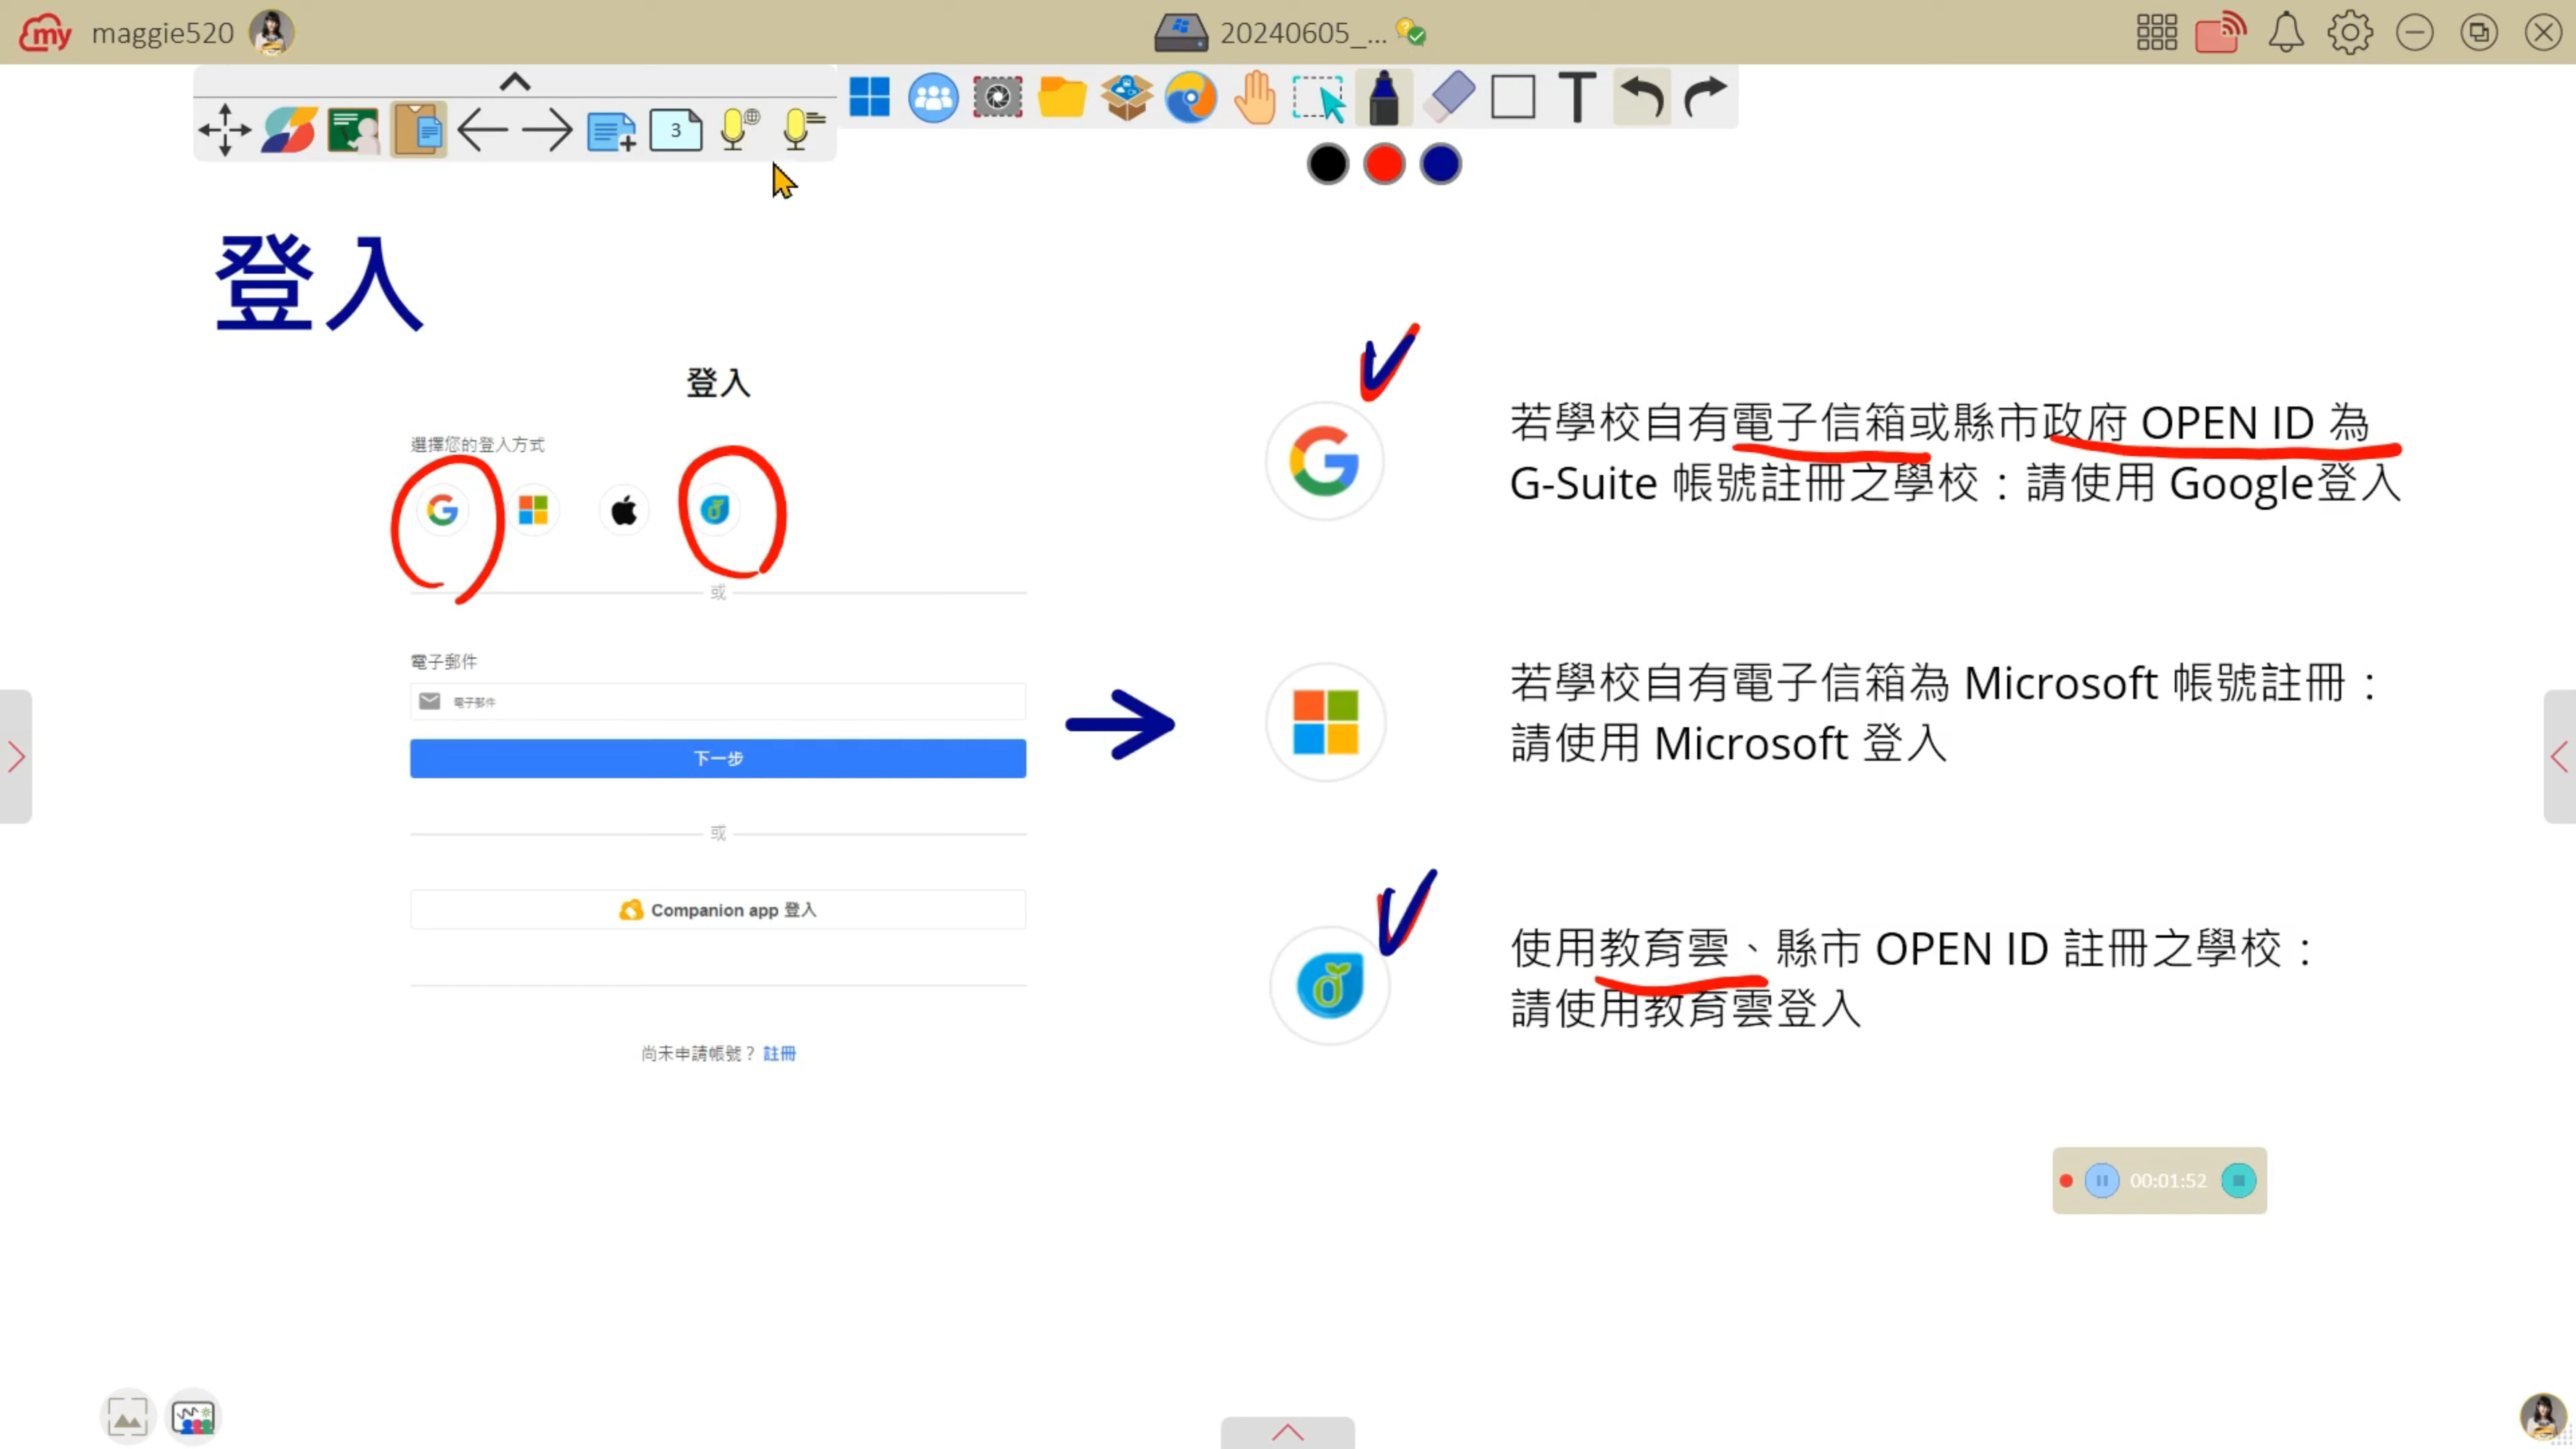 my maggie520
20240605_...
3
登入
登入
選擇您的登入方式
或
電子郵件
電子郵件
下一步
或
Companion app 登入
尚未申請帳號？ 註冊
若學校自有電子信箱或縣市政府 OPEN ID 為
G-Suite 帳號註冊之學校：請使用 Google登入
若學校自有電子信箱為 Microsoft 帳號註冊：
請使用 Microsoft 登入
使用教育雲、縣市 OPEN ID 註冊之學校：
請使用教育雲登入
00:01:52